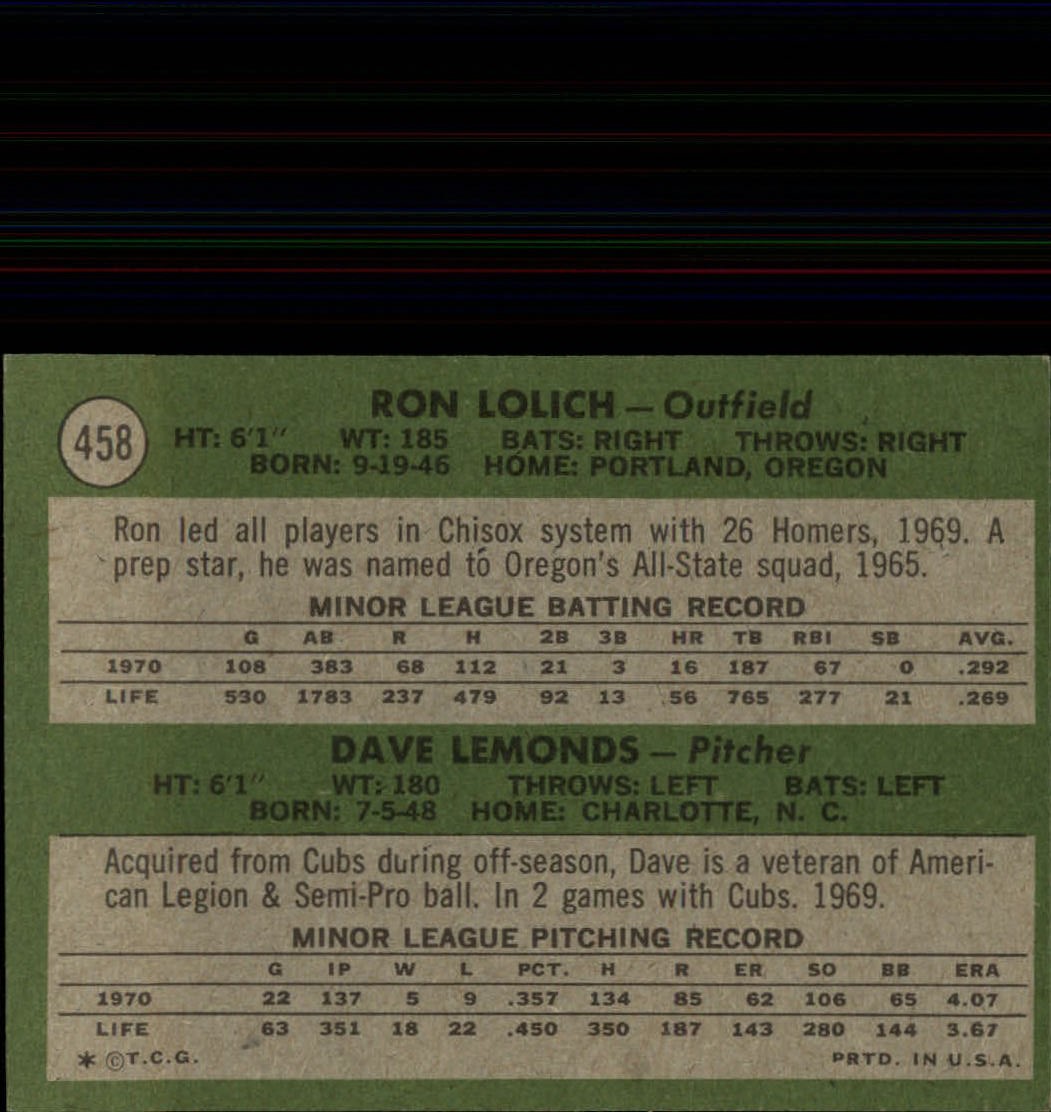 458
RON LOLICH — Outfield
HT: 6'1" WT: 185 BATS: RIGHT THROWS: RIGHT
BORN: 9-19-46 HOME: PORTLAND, OREGON
Ron led all players in Chisox system with 26 Homers, 1969. A
prep star, he was named to Oregon's All-State squad, 1965.
MINOR LEAGUE BATTING RECORD
G AB R H 2B 3B HR TB RBI SB AVG.
1970 108 383 68 112 21 3 16 187 67 0 .292
LIFE 530 1783 237 479 92 13 56 765 277 21 .269
DAVE LEMONDS — Pitcher
HT: 6'1" WT: 180 THROWS: LEFT BATS: LEFT
BORN: 7-5-48 HOME: CHARLOTTE, N. C.
Acquired from Cubs during off-season, Dave is a veteran of Ameri-
can Legion & Semi-Pro ball. In 2 games with Cubs. 1969.
MINOR LEAGUE PITCHING RECORD
G IP W L PCT. H R ER SO BB ERA
1970 22 137 5 9 .357 134 85 62 106 65 4.07
LIFE 63 351 18 22 .450 350 187 143 280 144 3.67
* ©T.C.G. PRTD. IN U.S.A.